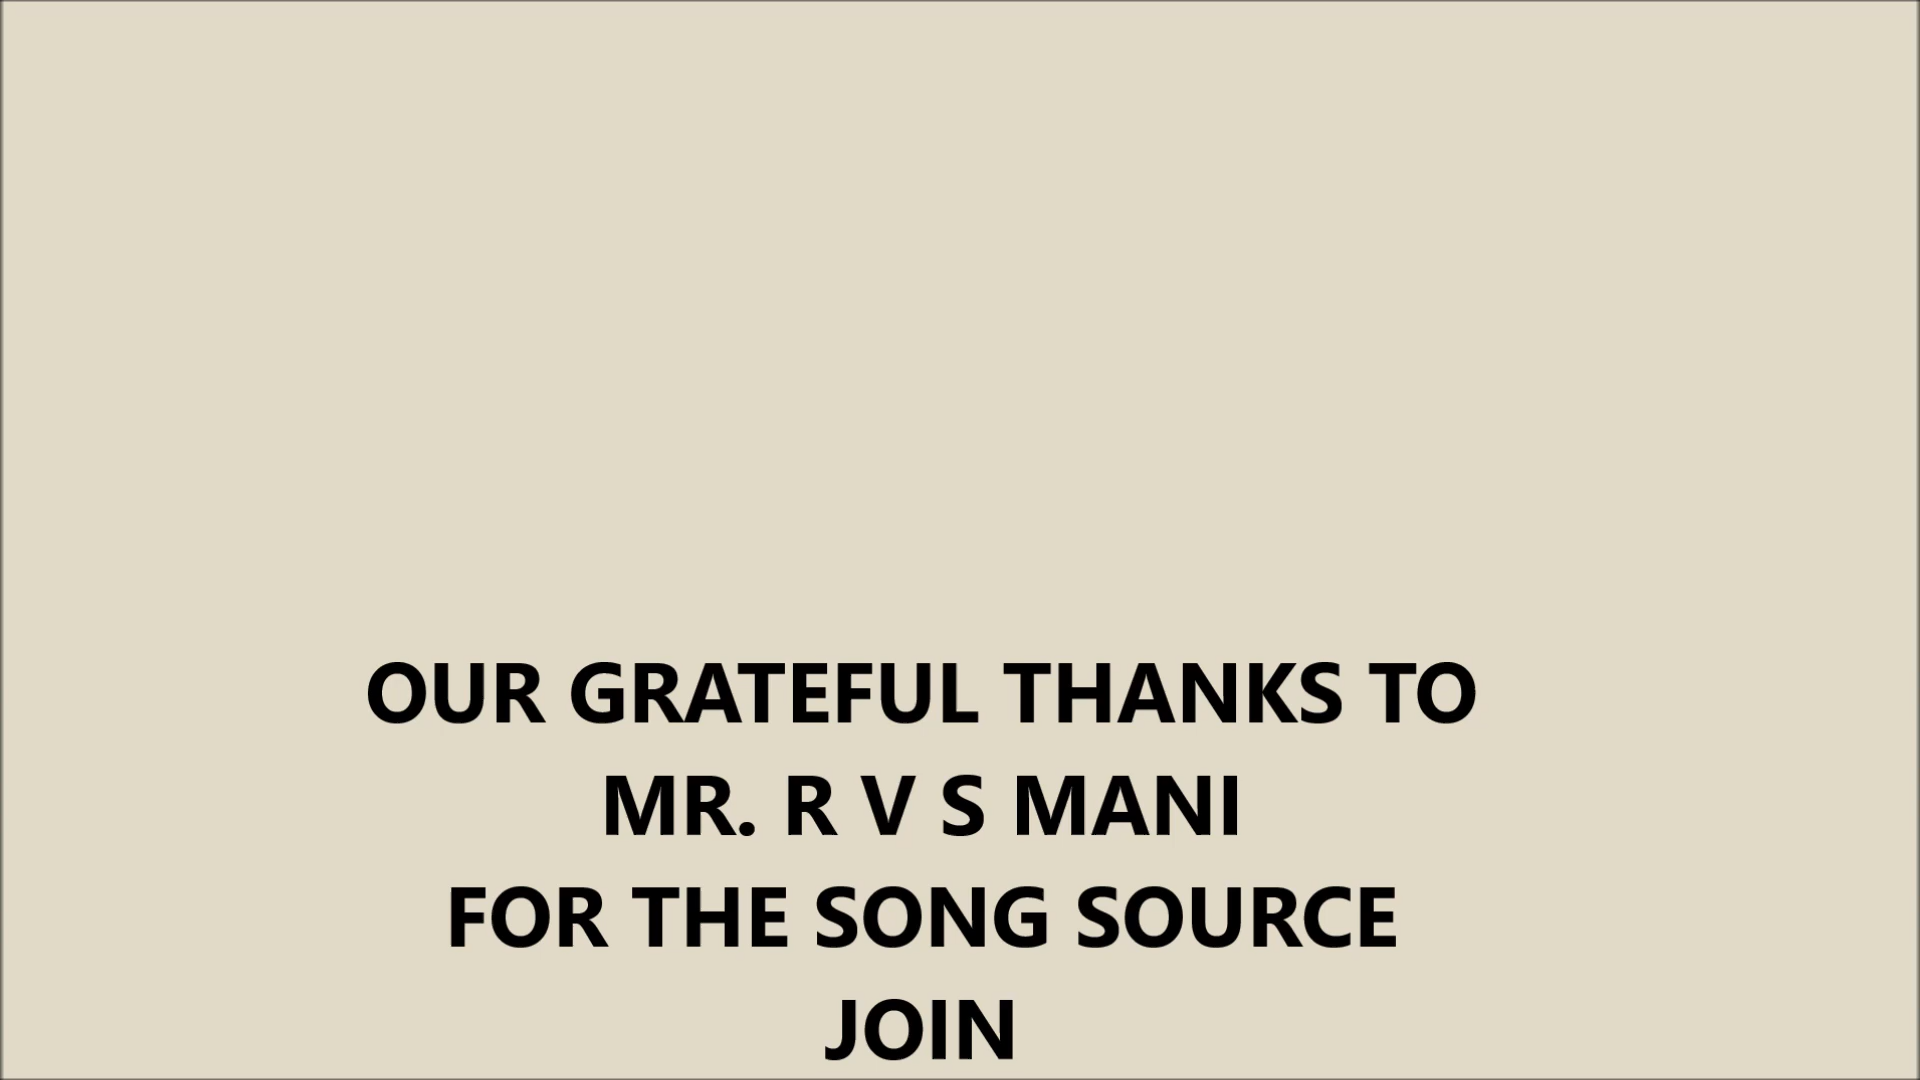 OUR GRATEFUL THANKS TO
MR. R V S MANI
FOR THE SONG SOURCE
JOIN